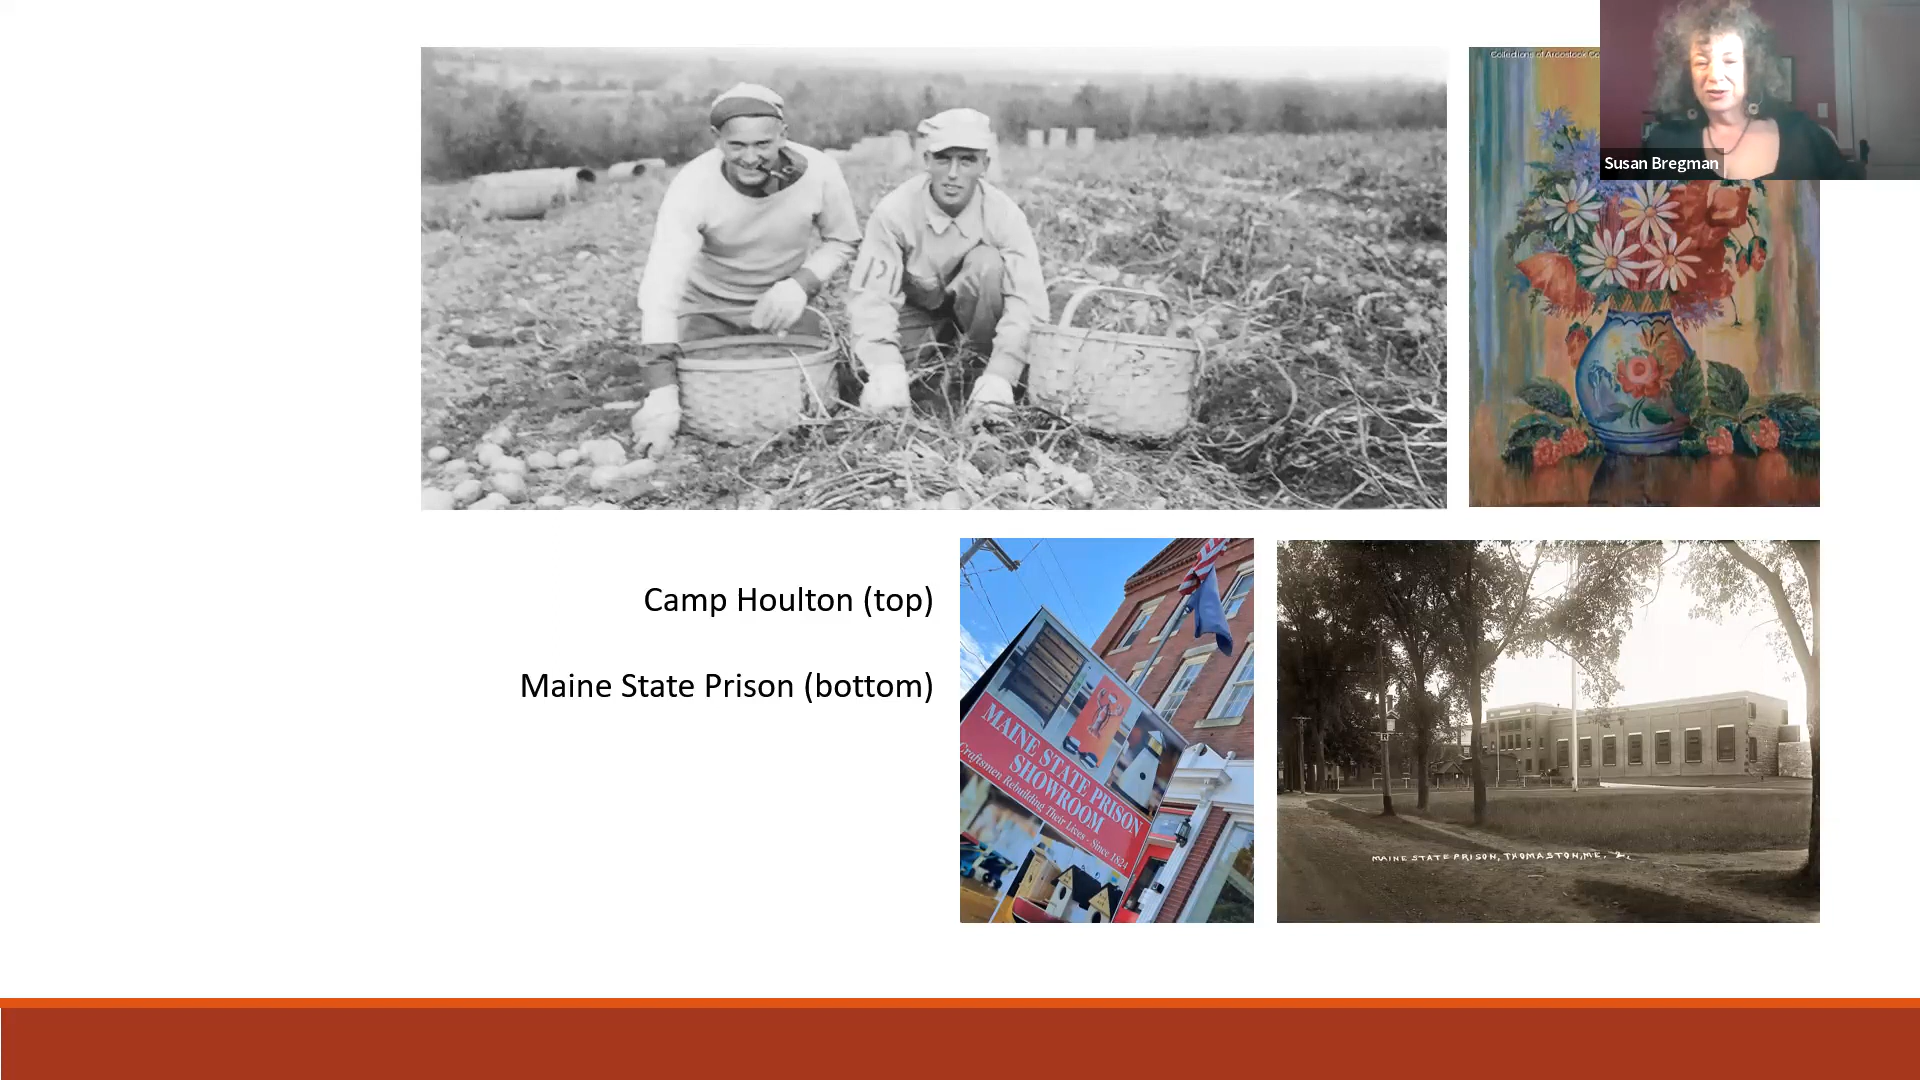 Collections of Aroostook Co
Susan Bregman
P
Camp Houlton (top)
Maine State Prison (bottom)
MAINE STATE PRISON
SHOWROOM
Craftsmen Rebuilding Their Lives - Since 1824
MAINE STATE PRISON, THOMASTON, ME. 2.